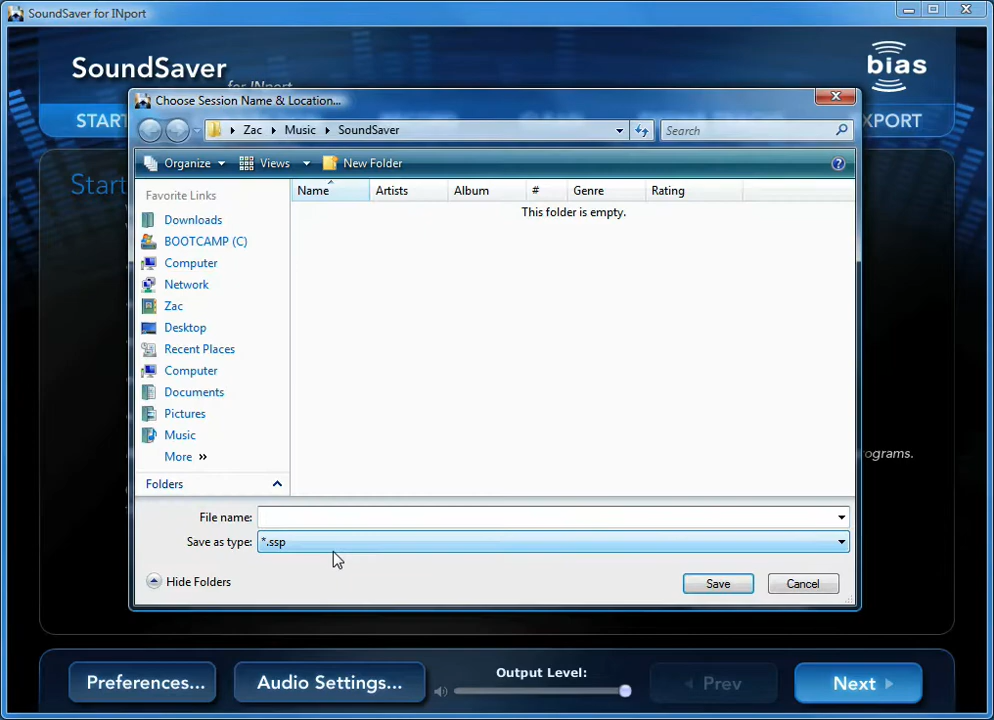 SoundSaver for INport
SoundSaver
for INport
bias
Choose Session Name & Location...
START
XPORT
Zac
Music
SoundSaver
Search
Organize
Views
New Folder
?
Start
Favorite Links
Name
Artists
Album
#
Genre
Rating
This folder is empty.
Downloads
BOOTCAMP (C)
Computer
Network
Zac
Desktop
Recent Places
Computer
Documents
Pictures
Music
More »
ograms.
Folders
File name:
Save as type: *.ssp
Hide Folders
Save
Cancel
Preferences...
Audio Settings...
Output Level:
Prev
Next